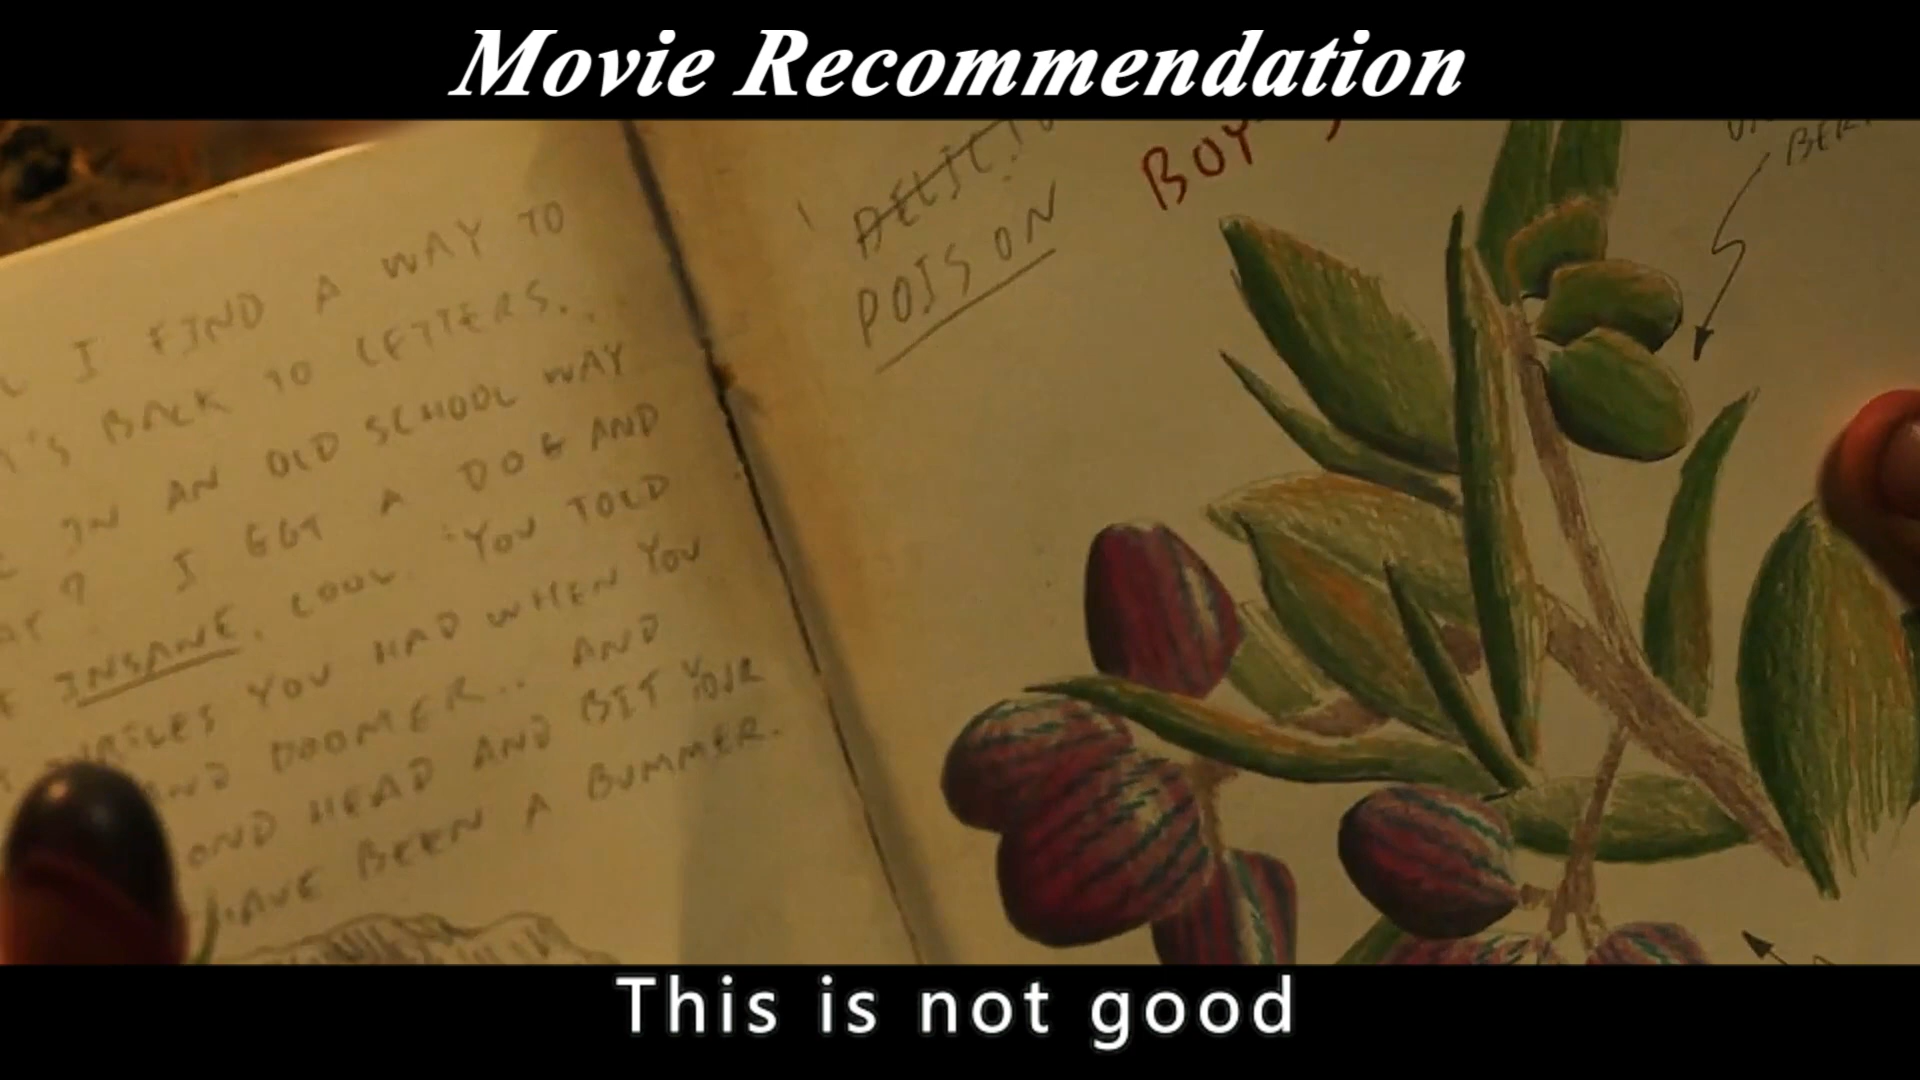 Movie Recommendation
I FIND A WAY TO
BACK TO LETTERS..
IN AN OLD SCHOOL WAY
? I GOT A DOG AND
INSANE. COOL. YOU TOLD
YOU HAD WHEN YOU
AND DOOMER.. AND
HEAD AND BIT YOUR
HAVE BEEN A BUMMER.
POISON
BOY
This is not good